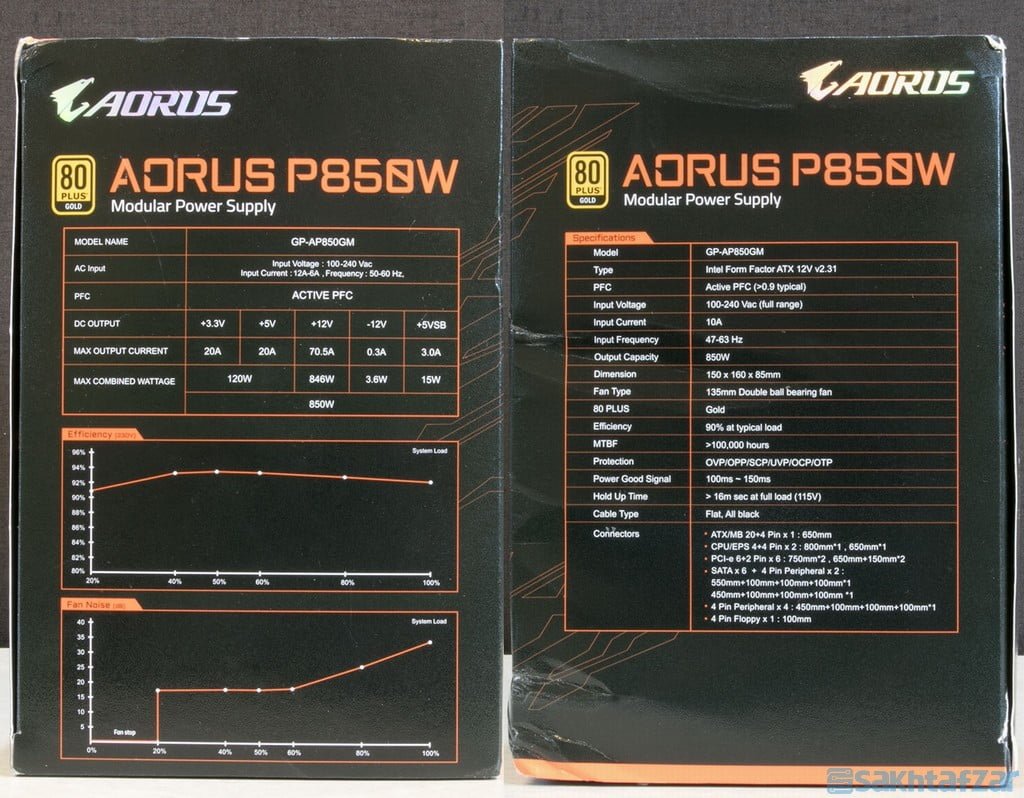 AORUS
80
PLUS
GOLD
AORUS P850W
Modular Power Supply
MODEL NAME GP-AP850GM
AC Input Input Voltage : 100-240 Vac
Input Current : 12A-6A , Frequency : 50-60 Hz,
PFC ACTIVE PFC
DC OUTPUT +3.3V +5V +12V -12V +5VSB
MAX OUTPUT CURRENT 20A 20A 70.5A 0.3A 3.0A
MAX COMBINED WATTAGE 120W 846W 3.6W 15W
850W
Efficiency (230V)
System Load
96%
94%
92%
90%
88%
86%
84%
82%
80%
20% 40% 50% 60% 80% 100%
Fan Noise (dB)
System Load
40
35
30
25
20
15
10
5
Fan stop
0% 20% 40% 50% 60% 80% 100%
AORUS
80
PLUS
GOLD
AORUS P850W
Modular Power Supply
Specifications
Model GP-AP850GM
Type Intel Form Factor ATX 12V v2.31
PFC Active PFC (>0.9 typical)
Input Voltage 100-240 Vac (full range)
Input Current 10A
Input Frequency 47-63 Hz
Output Capacity 850W
Dimension 150 x 160 x 85mm
Fan Type 135mm Double ball bearing fan
80 PLUS Gold
Efficiency 90% at typical load
MTBF >100,000 hours
Protection OVP/OPP/SCP/UVP/OCP/OTP
Power Good Signal 100ms ~ 150ms
Hold Up Time > 16m sec at full load (115V)
Cable Type Flat, All black
Connectors • ATX/MB 20+4 Pin x 1 : 650mm
• CPU/EPS 4+4 Pin x 2 : 800mm*1 , 650mm*1
• PCI-e 6+2 Pin x 6 : 750mm*2 , 650mm+150mm*2
• SATA x 6 + 4 Pin Peripheral x 2 :
550mm+100mm+100mm+100mm*1
450mm+100mm+100mm+100mm *1
• 4 Pin Peripheral x 4 : 450mm+100mm+100mm+100mm*1
• 4 Pin Floppy x 1 : 100mm
sakhtafzar